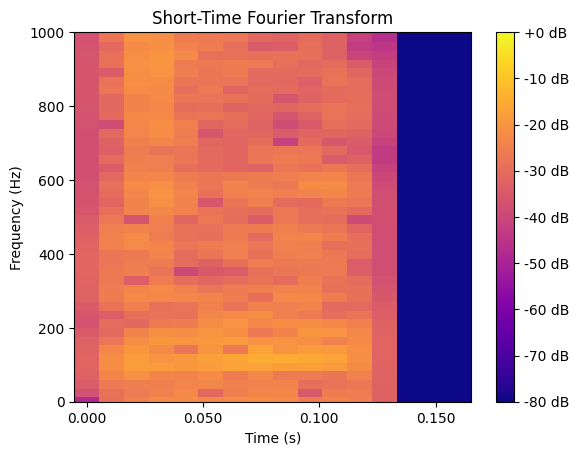 Short-Time Fourier Transform
1000
800
600
400
200
0
Frequency (Hz)
0.000
0.050
0.100
0.150
Time (s)
+0 dB
-10 dB
-20 dB
-30 dB
-40 dB
-50 dB
-60 dB
-70 dB
-80 dB